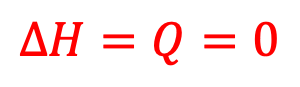 ΔH = Q = 0